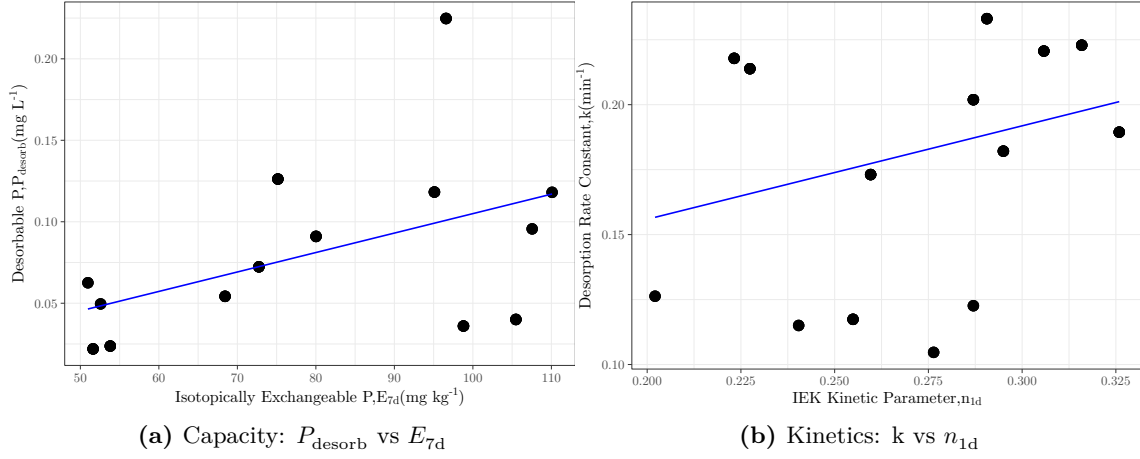 Desorbable P,P_desorb(mg L⁻¹)
0.20
0.15
0.10
0.05
50 60 70 80 90 100 110
Isotopically Exchangeable P,E_7d(mg kg⁻¹)
(a) Capacity: P_desorb vs E_7d
Desorption Rate Constant,k(min⁻¹)
0.20
0.15
0.10
0.200 0.225 0.250 0.275 0.300 0.325
IEK Kinetic Parameter,n_1d
(b) Kinetics: k vs n_1d